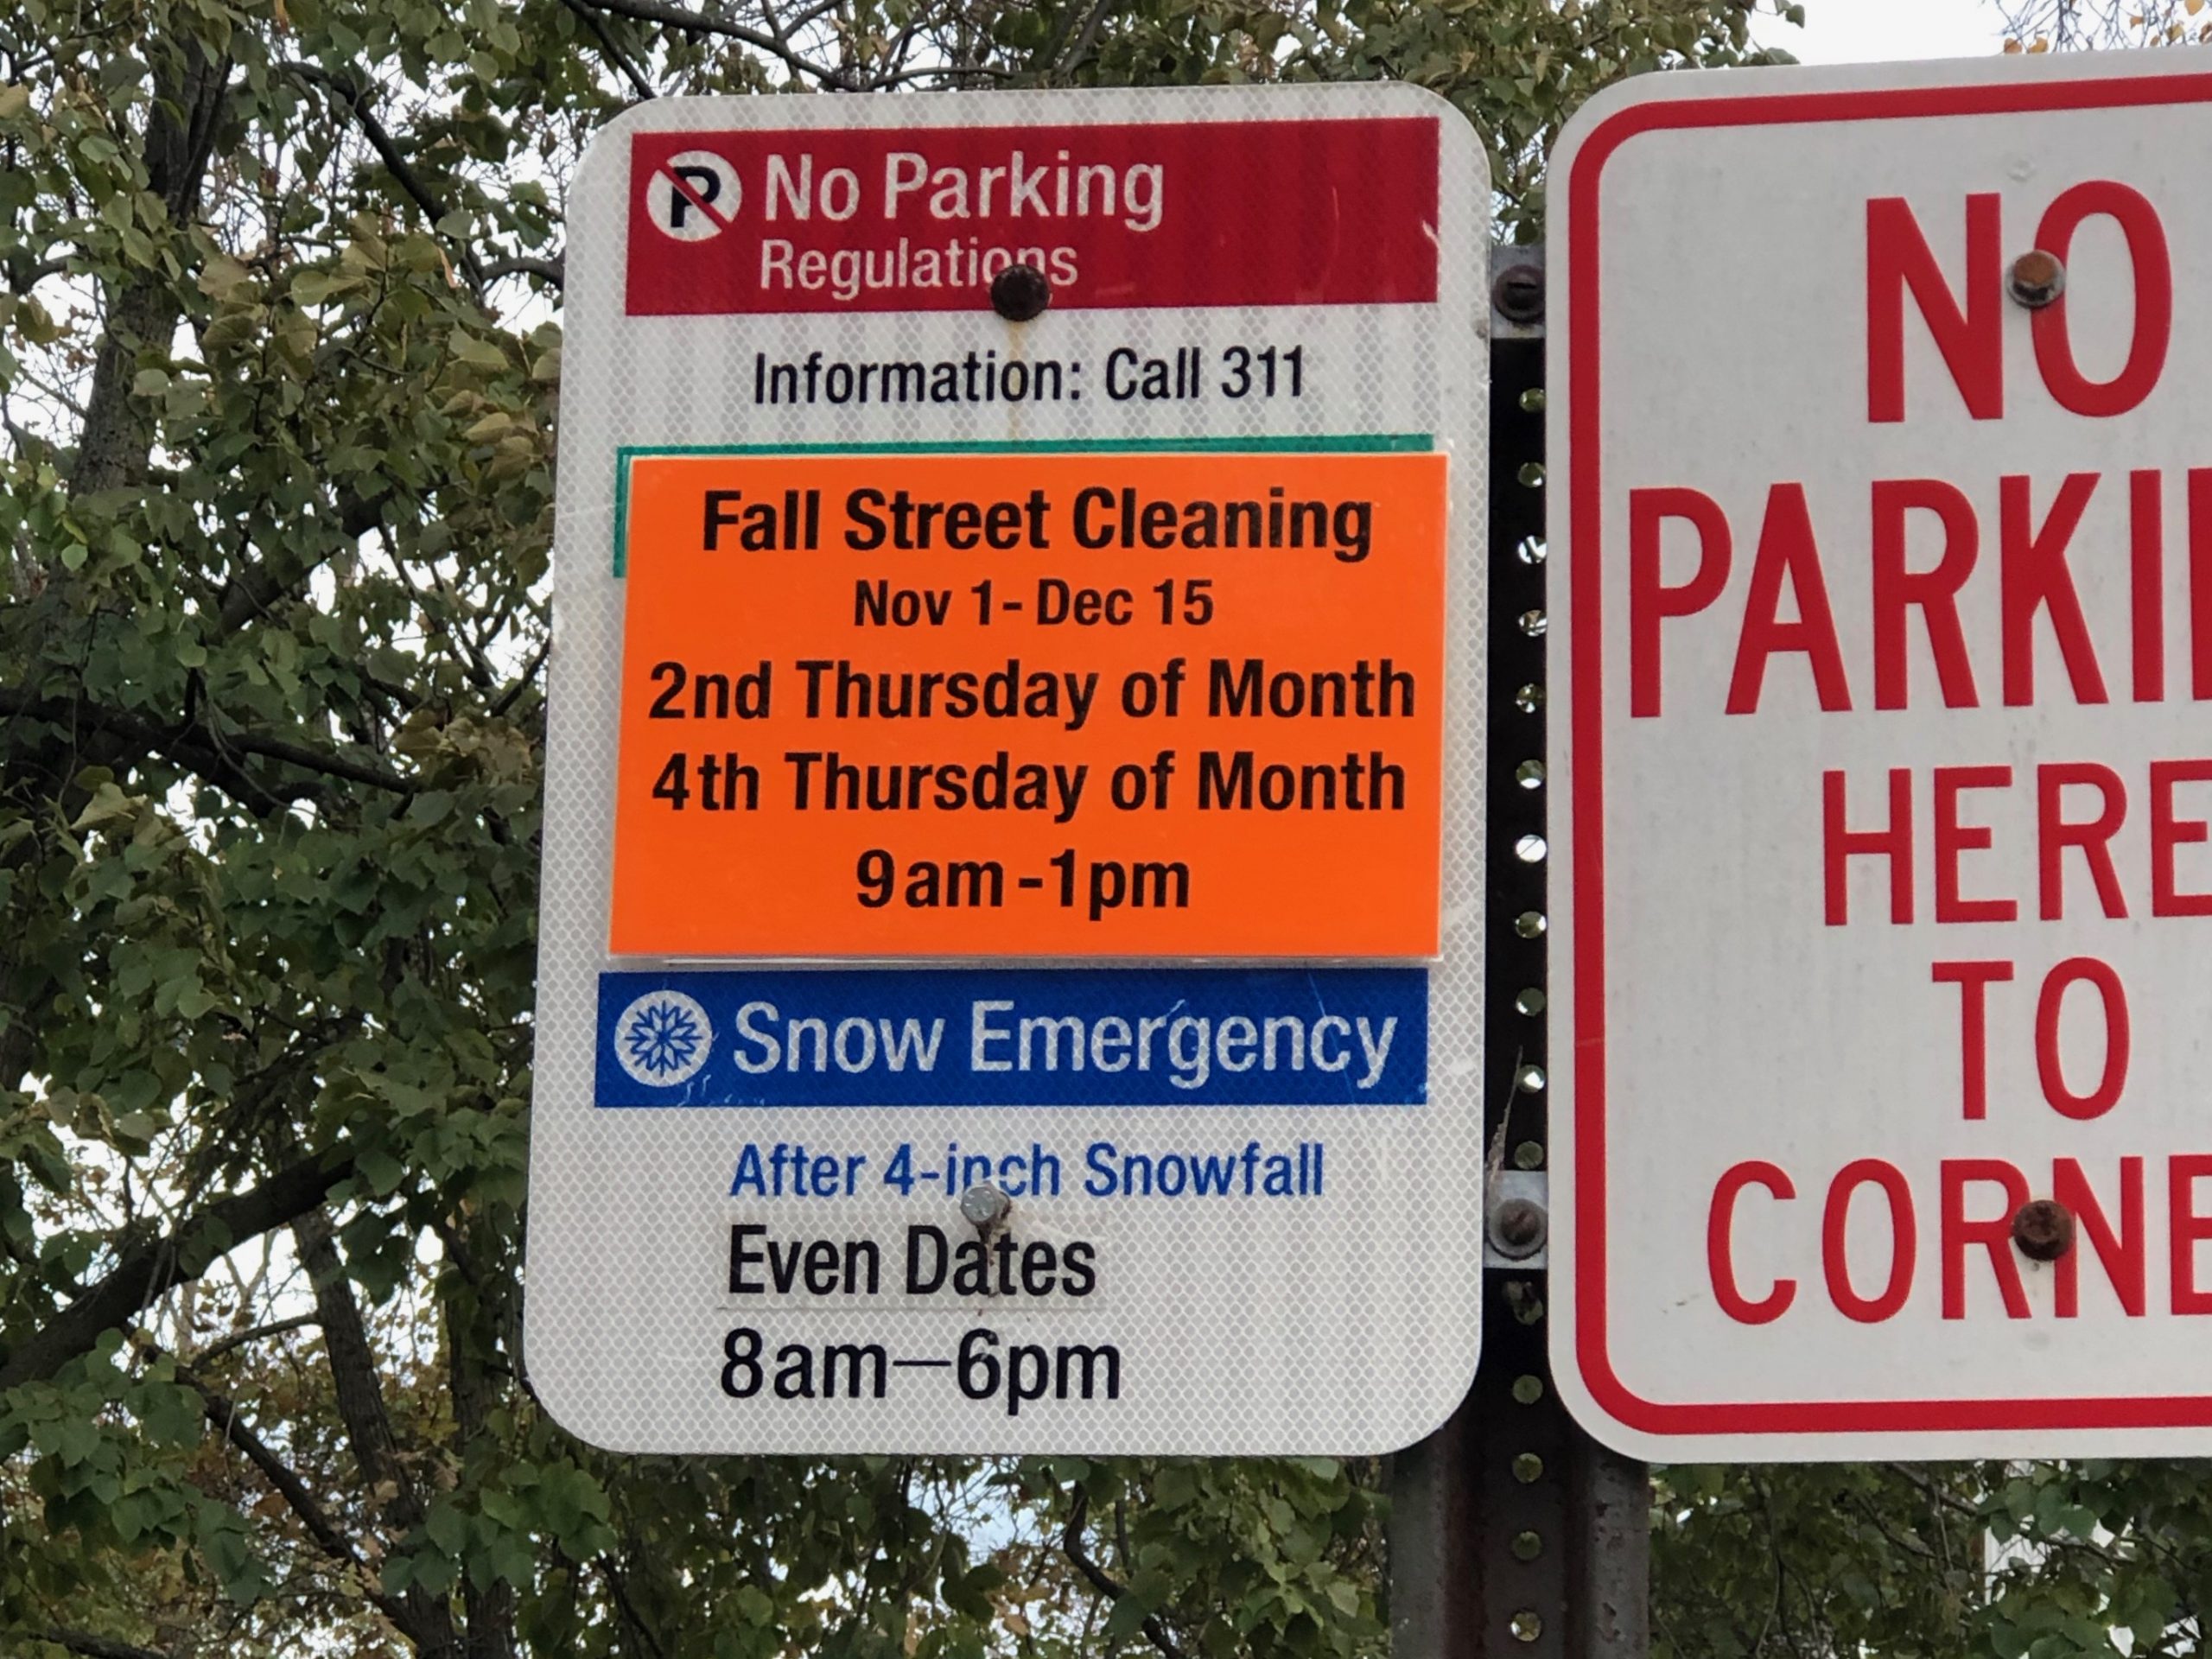 No Parking
Regulations
Information: Call 311
Fall Street Cleaning
Nov 1- Dec 15
2nd Thursday of Month
4th Thursday of Month
9am-1pm
Snow Emergency
After 4-inch Snowfall
Even Dates
8am—6pm
NO
PARKI
HERE
TO
CORNE